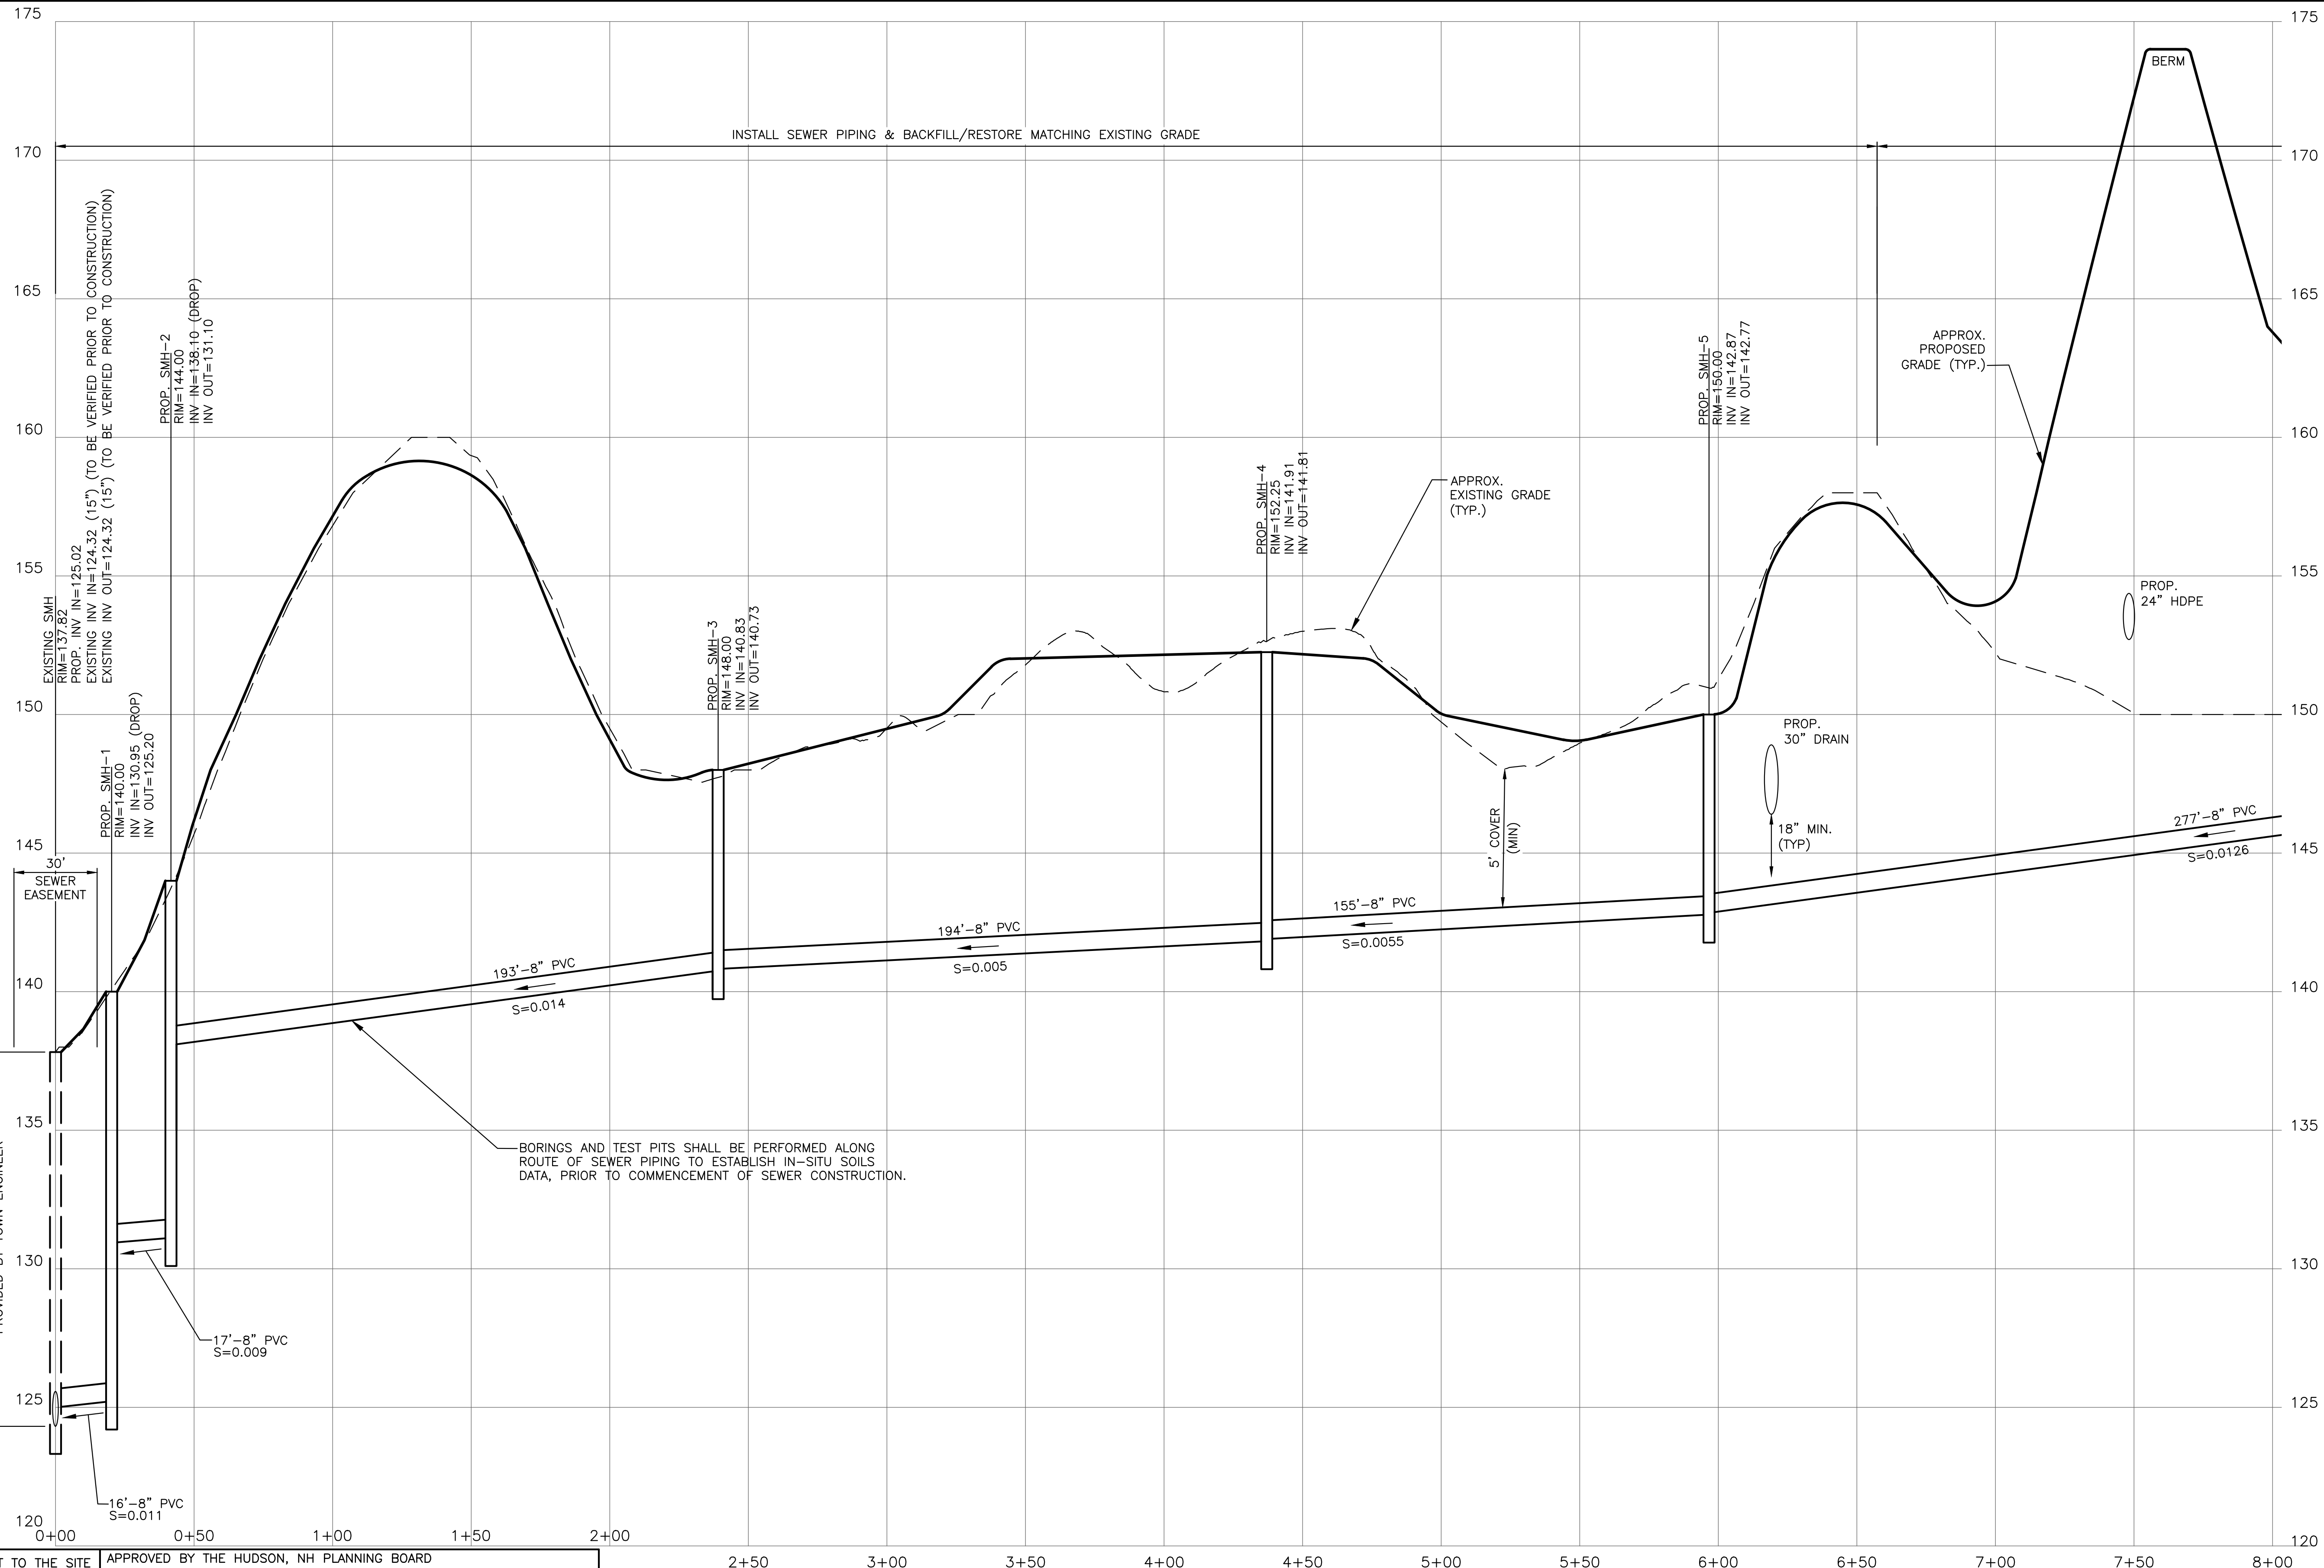 175
175
BERM
INSTALL SEWER PIPING & BACKFILL/RESTORE MATCHING EXISTING GRADE
170
170
165
165
160
160
155
155
150
150
145
145
140
140
135
135
130
130
125
125
120
120
EXISTING SMH
RIM=137.82
PROP. INV IN=125.02
EXISTING INV IN=124.32 (15") (TO BE VERIFIED PRIOR TO CONSTRUCTION)
EXISTING INV OUT=124.32 (15") (TO BE VERIFIED PRIOR TO CONSTRUCTION)
PROP. SMH-1
RIM=140.00
INV IN=130.95 (DROP)
INV OUT=125.20
PROP. SMH-2
RIM=144.00
INV IN=138.10 (DROP)
INV OUT=131.10
PROP. SMH-3
RIM=148.00
INV IN=140.83
INV OUT=140.73
PROP. SMH-4
RIM=152.25
INV IN=141.91
INV OUT=141.81
PROP. SMH-5
RIM=150.00
INV IN=142.87
INV OUT=142.77
APPROX.
EXISTING GRADE
(TYP.)
APPROX.
PROPOSED
GRADE (TYP.)
PROP.
24" HDPE
PROP.
30" DRAIN
18" MIN.
(TYP)
5' COVER
(MIN)
30'
SEWER
EASEMENT
277'-8" PVC
S=0.0126
155'-8" PVC
S=0.0055
194'-8" PVC
S=0.005
193'-8" PVC
S=0.014
BORINGS AND TEST PITS SHALL BE PERFORMED ALONG
ROUTE OF SEWER PIPING TO ESTABLISH IN-SITU SOILS
DATA, PRIOR TO COMMENCEMENT OF SEWER CONSTRUCTION.
17'-8" PVC
S=0.009
16'-8" PVC
S=0.011
PROVIDED BY TOWN ENGINEER
0+00
0+50
1+00
1+50
2+00
2+50
3+00
3+50
4+00
4+50
5+00
5+50
6+00
6+50
7+00
7+50
8+00
T TO THE SITE
APPROVED BY THE HUDSON, NH PLANNING BOARD